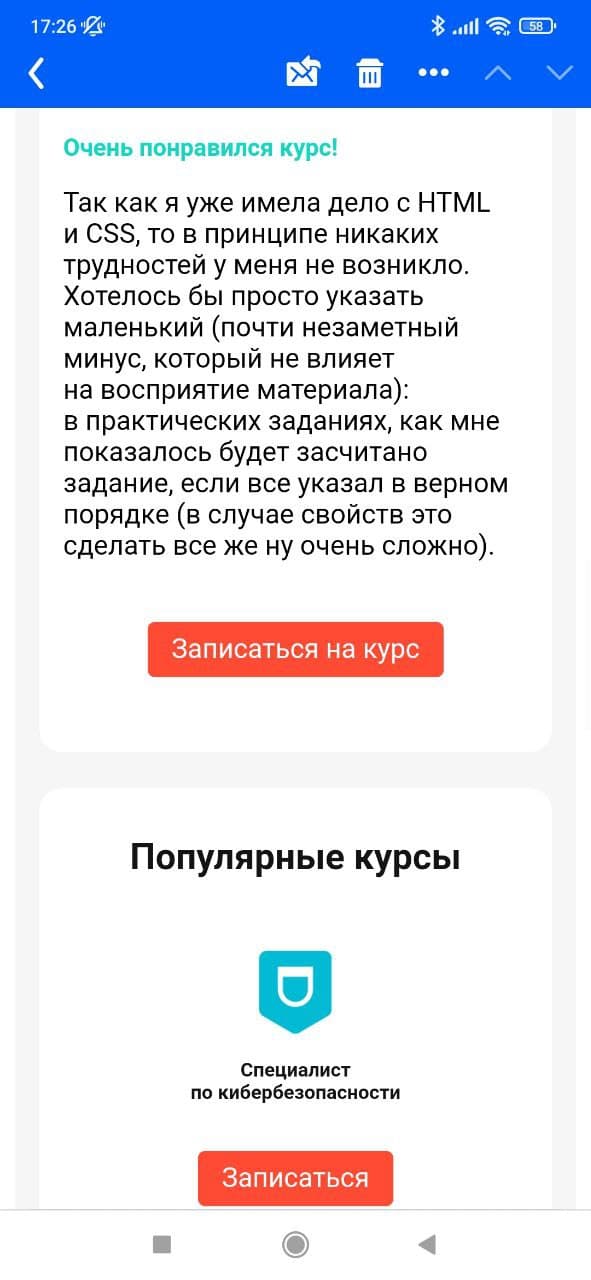 17:26
58
Очень понравился курс!
Так как я уже имела дело с HTML
и CSS, то в принципе никаких
трудностей у меня не возникло.
Хотелось бы просто указать
маленький (почти незаметный
минус, который не влияет
на восприятие материала):
в практических заданиях, как мне
показалось будет засчитано
задание, если все указал в верном
порядке (в случае свойств это
сделать все же ну очень сложно).
Записаться на курс
Популярные курсы
Специалист
по кибербезопасности
Записаться